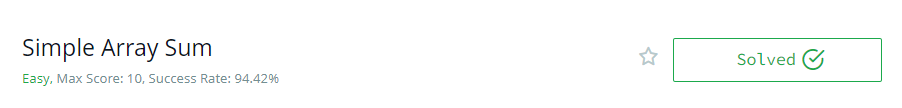 Simple Array Sum
Solved
Easy, Max Score: 10, Success Rate: 94.42%